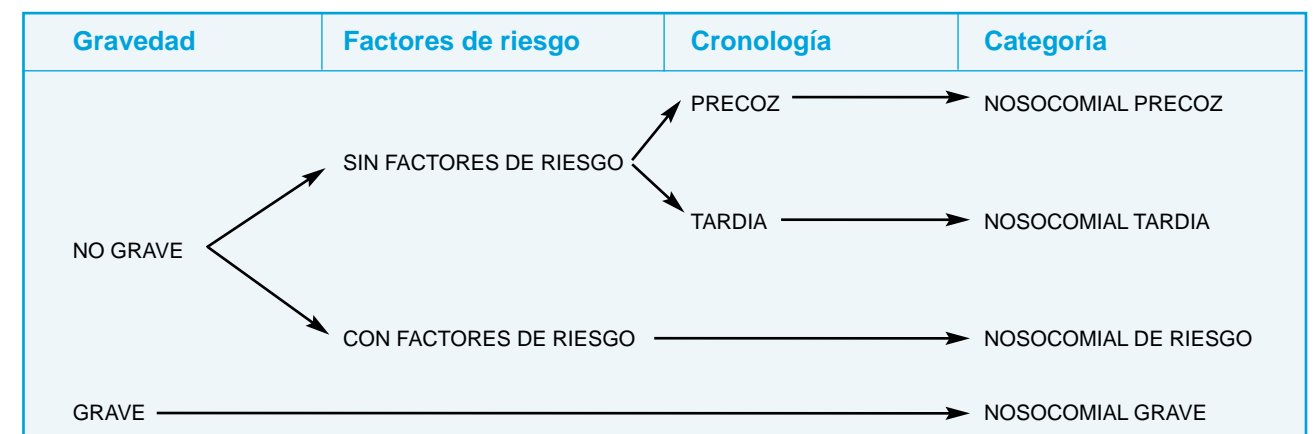 Gravedad Factores de riesgo Cronología Categoría
PRECOZ NOSOCOMIAL PRECOZ
SIN FACTORES DE RIESGO
TARDIA NOSOCOMIAL TARDIA
NO GRAVE
CON FACTORES DE RIESGO NOSOCOMIAL DE RIESGO
GRAVE NOSOCOMIAL GRAVE